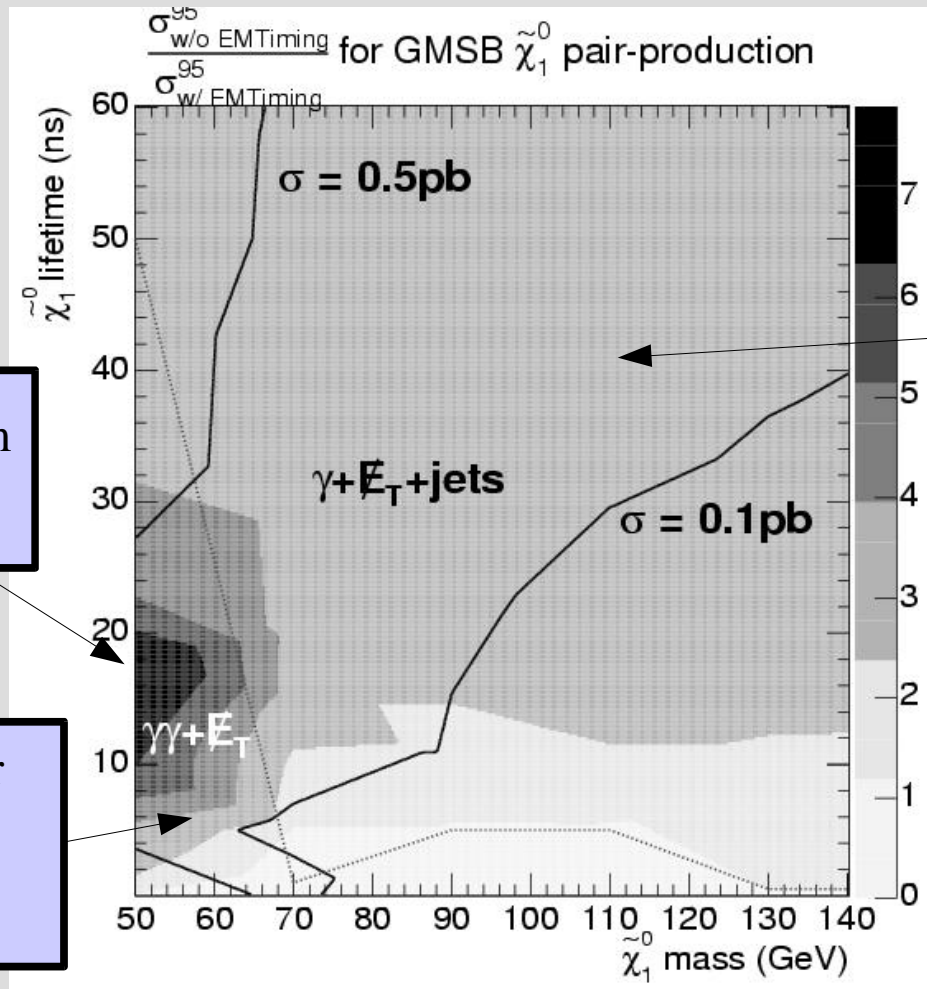 σ95 w/o EMTiming / σ95 w/ EMTiming for GMSB χ̃⁰₁ pair-production
χ̃⁰₁ lifetime (ns)
60
50
40
30
20
10
σ = 0.5pb
γ+E̸T+jets
σ = 0.1pb
γγ+E̸T
7
6
5
4
3
2
1
0
50 60 70 80 90 100 110 120 130 140
χ̃⁰₁ mass (GeV)